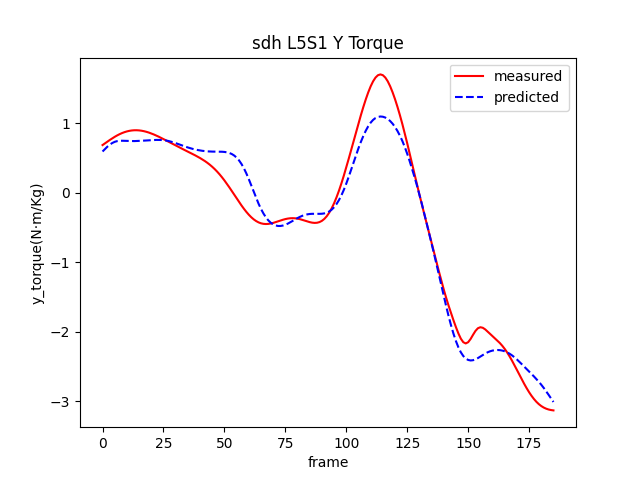 sdh L5S1 Y Torque
measured
predicted
y_torque(N·m/Kg)
1
0
−1
−2
−3
0 25 50 75 100 125 150 175
frame